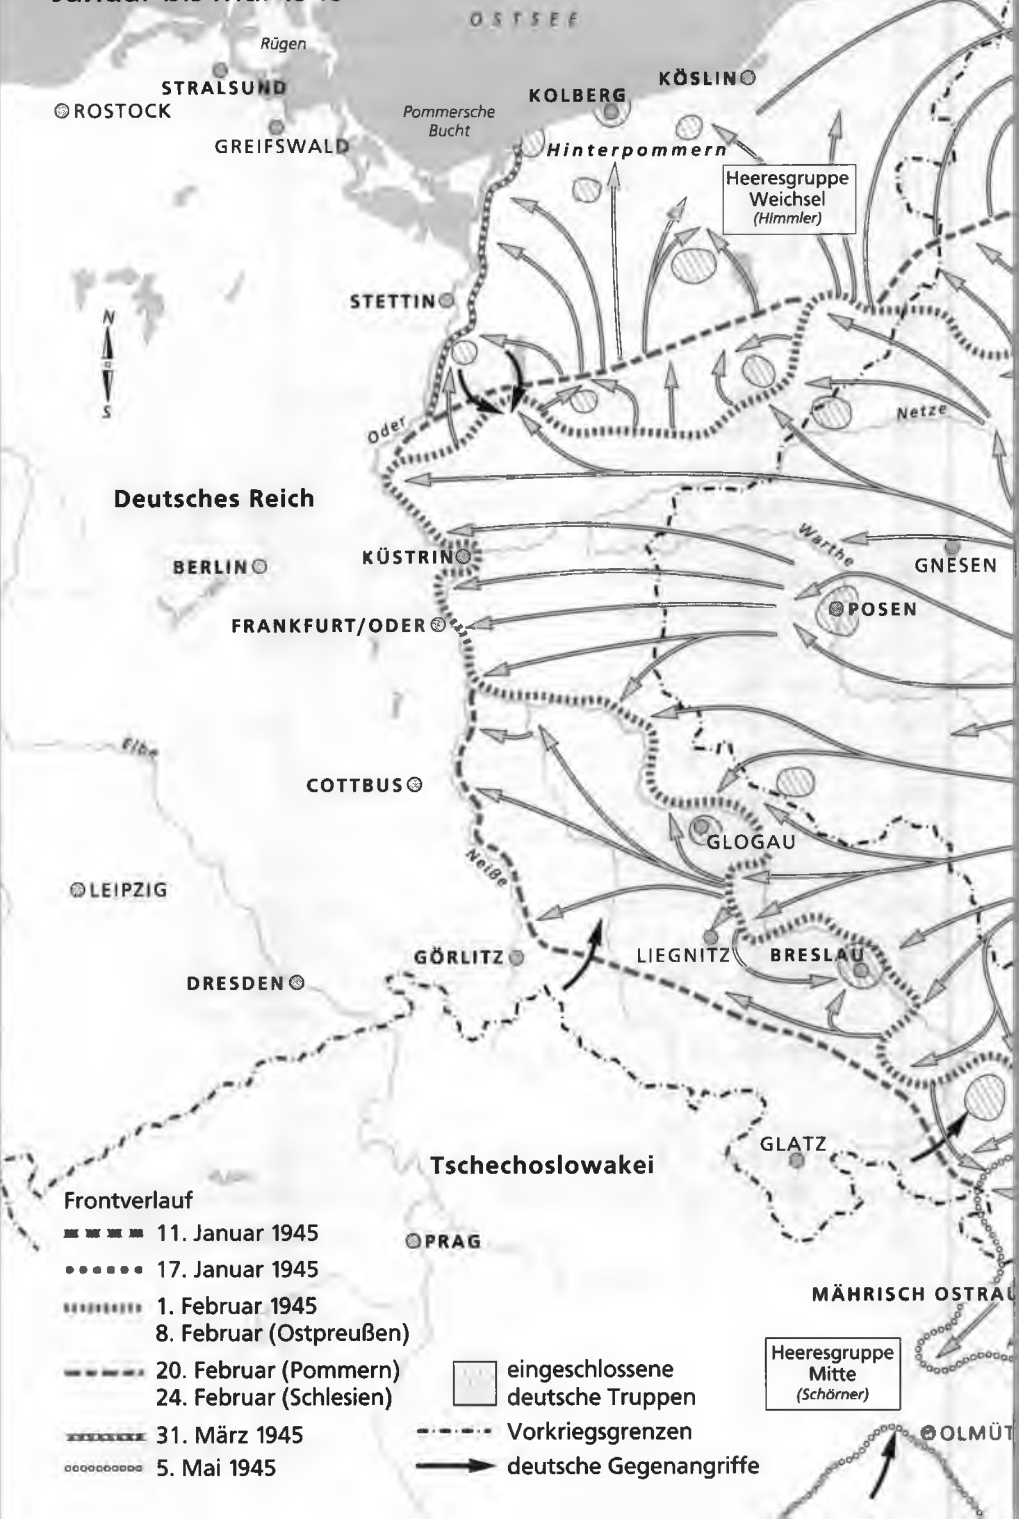 OSTSEE
Rügen
STRALSUND
ROSTOCK
GREIFSWALD
Pommersche
Bucht
KÖSLIN
KOLBERG
Hinterpommern
Heeresgruppe
Weichsel
(Himmler)
STETTIN
N
S
Oder
Netze
Deutsches Reich
BERLIN
KÜSTRIN
Warthe
GNESEN
FRANKFURT/ODER
POSEN
Elbe
COTTBUS
GLOGAU
Neiße
LEIPZIG
GÖRLITZ
LIEGNITZ
BRESLAU
DRESDEN
GLATZ
Tschechoslowakei
PRAG
MÄHRISCH OSTRAU
Heeresgruppe
Mitte
(Schörner)
OLMÜT
Frontverlauf
11. Januar 1945
17. Januar 1945
1. Februar 1945
8. Februar (Ostpreußen)
20. Februar (Pommern)
24. Februar (Schlesien)
31. März 1945
5. Mai 1945
eingeschlossene
deutsche Truppen
Vorkriegsgrenzen
deutsche Gegenangriffe